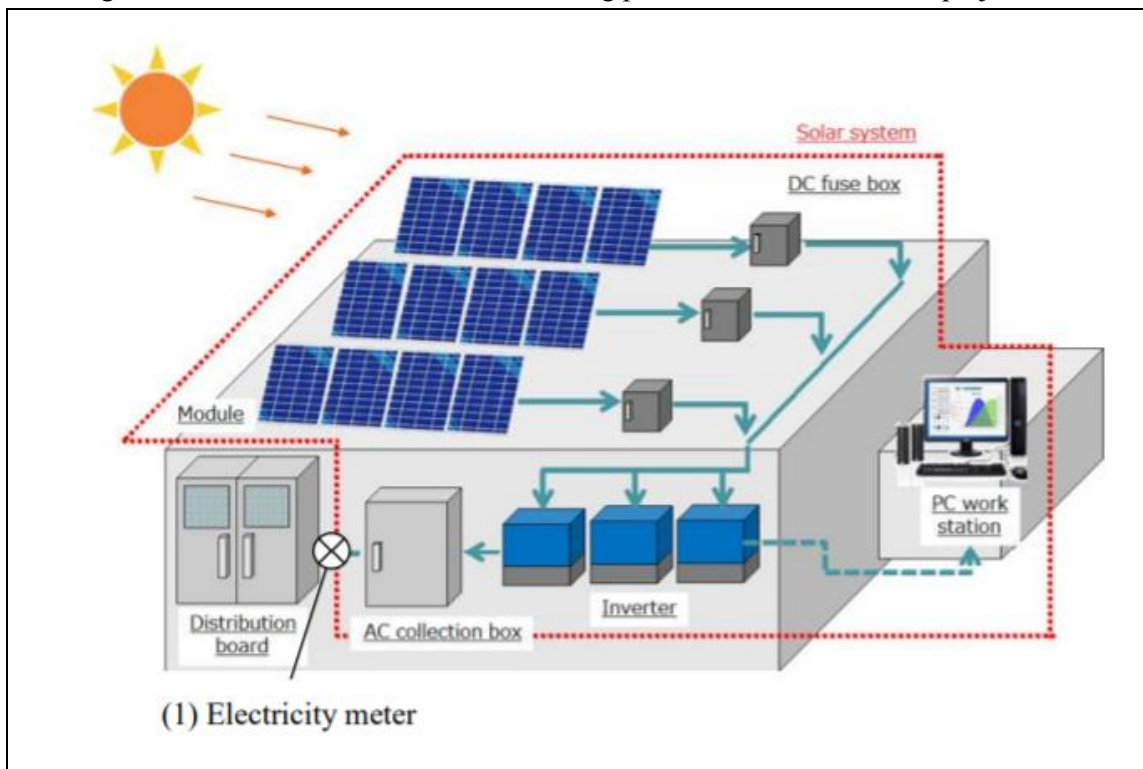 Solar system
DC fuse box
Module
PC work
station
Inverter
Distribution
board
AC collection box
(1) Electricity meter